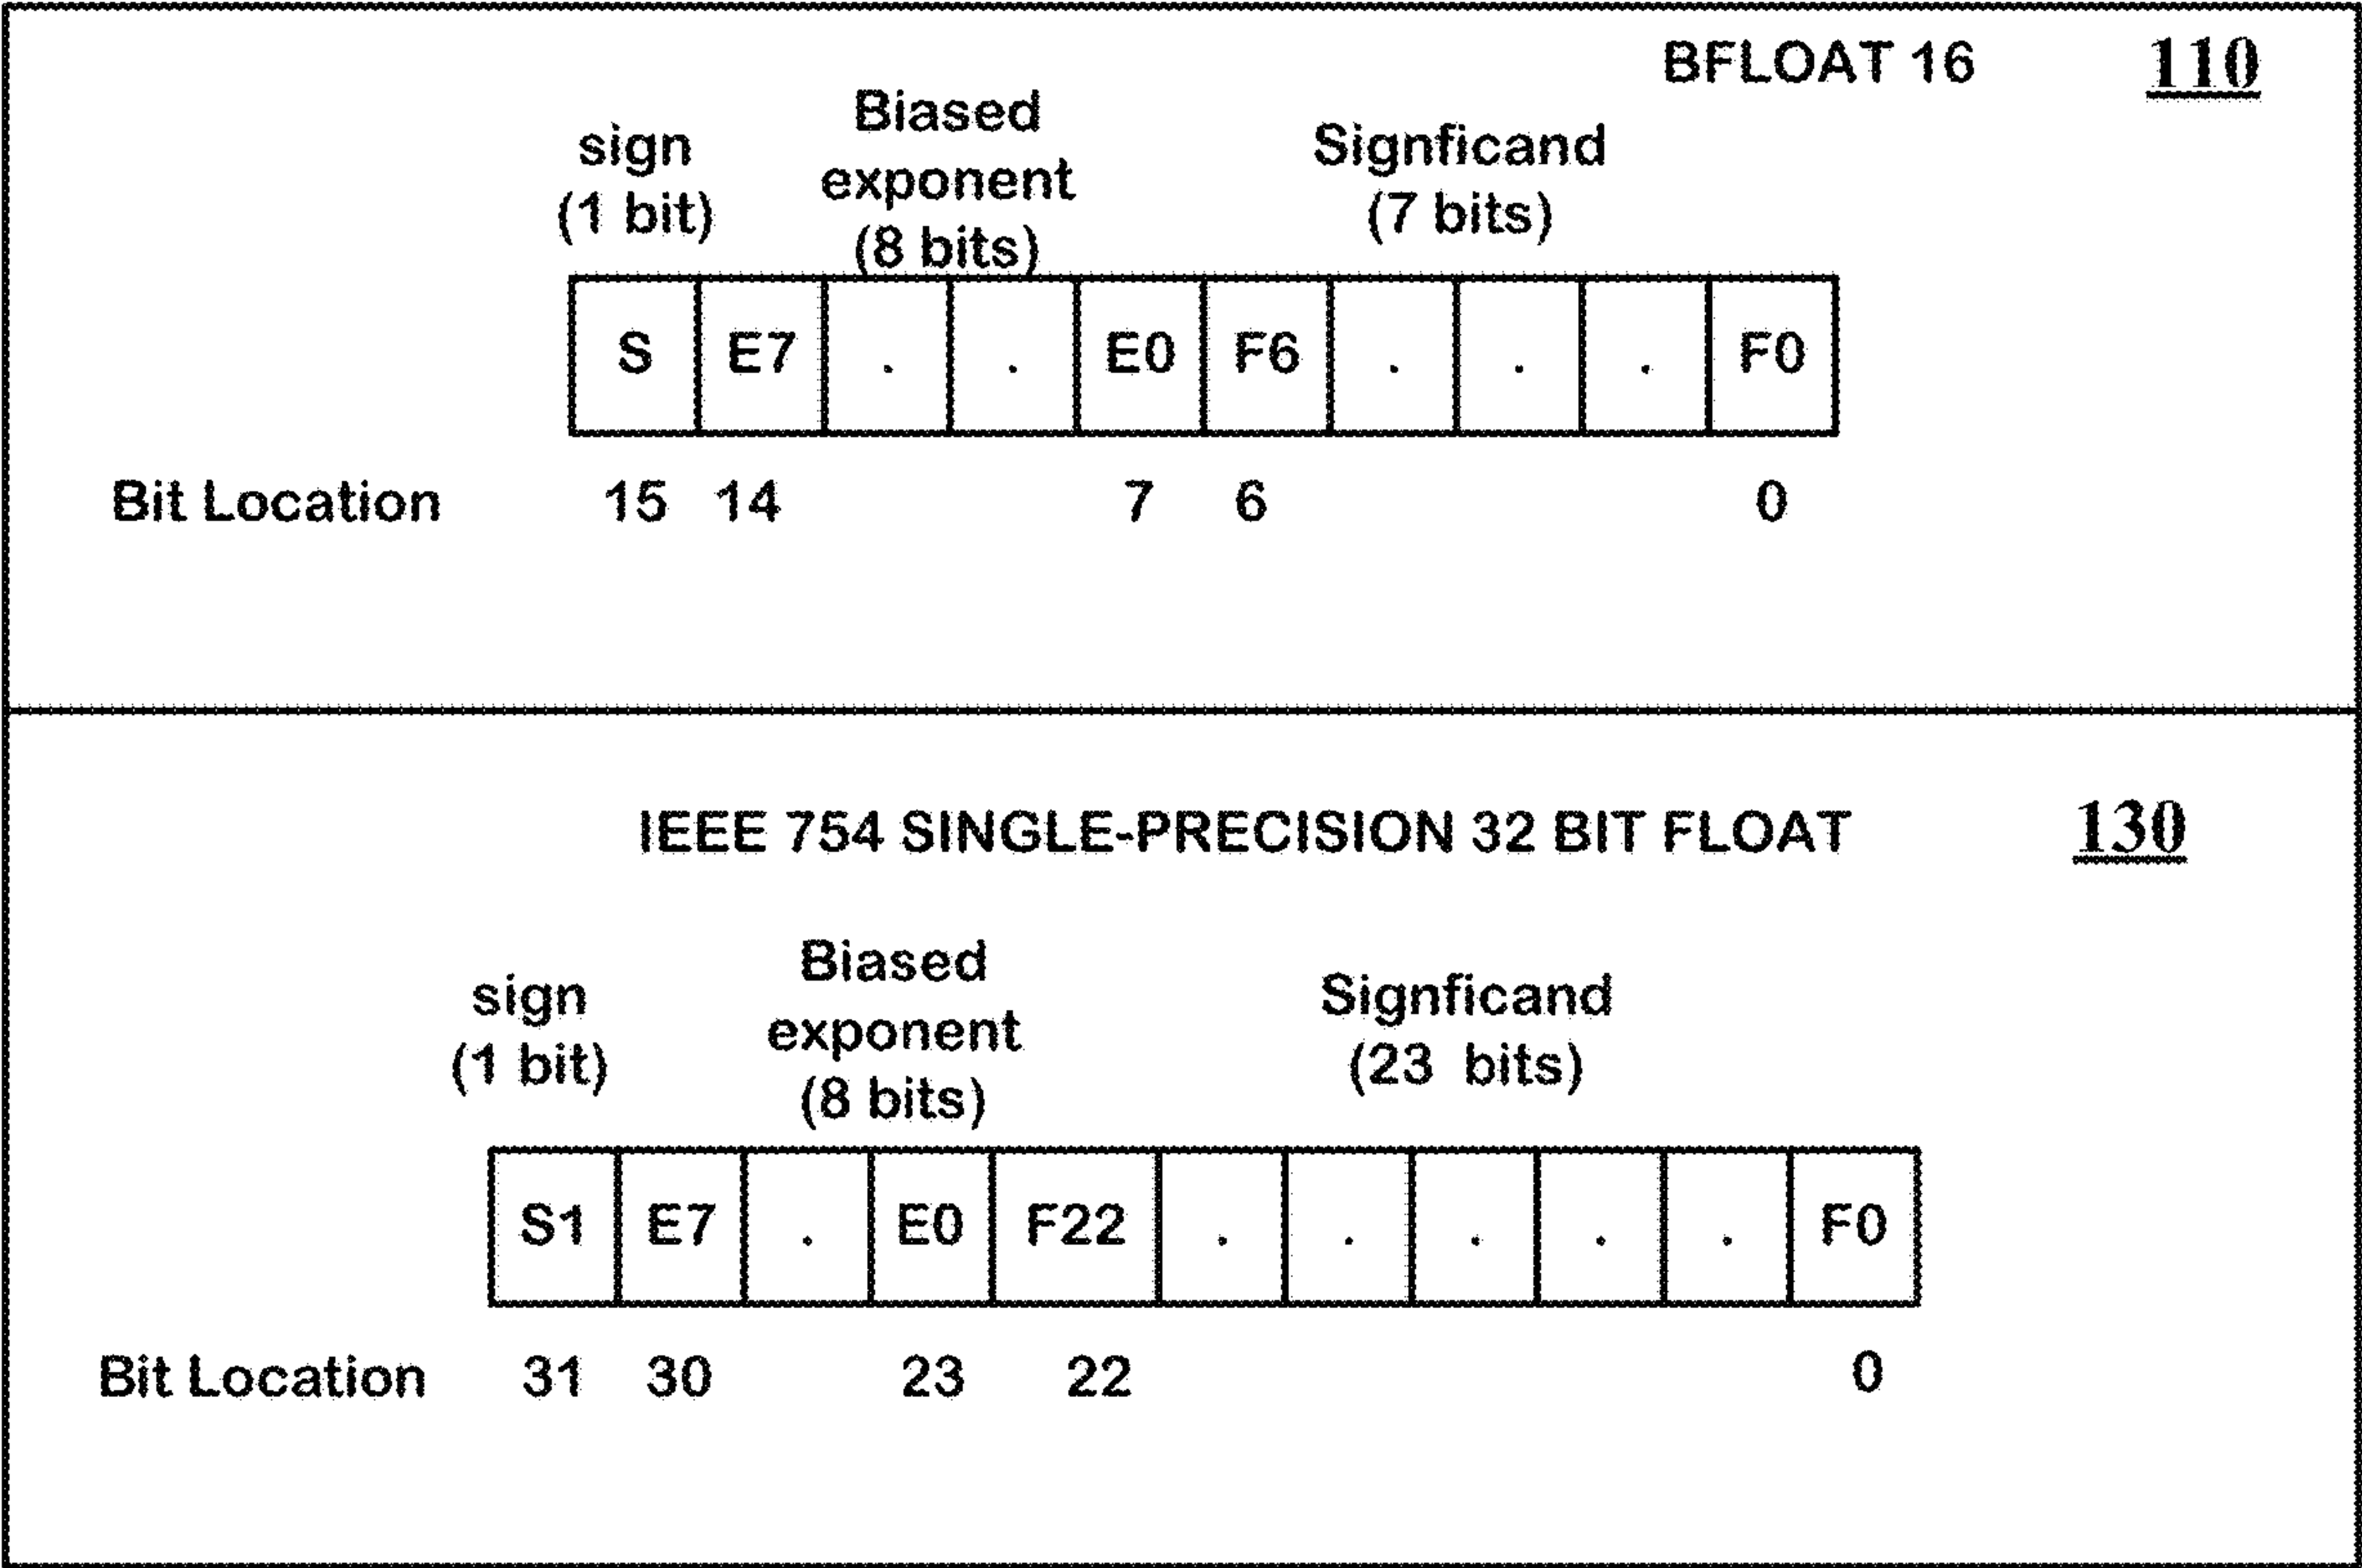 BFLOAT 16 110
sign
(1 bit)
Biased
exponent
(8 bits)
Signficand
(7 bits)
S E7 . . E0 F6 . . . F0
Bit Location 15 14 7 6 0
IEEE 754 SINGLE-PRECISION 32 BIT FLOAT 130
sign
(1 bit)
Biased
exponent
(8 bits)
Signficand
(23 bits)
S1 E7 . E0 F22 . . . . . F0
Bit Location 31 30 23 22 0